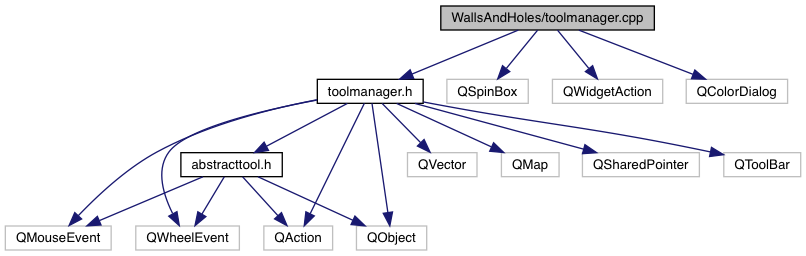 WallsAndHoles/toolmanager.cpp
toolmanager.h
QSpinBox
QWidgetAction
QColorDialog
abstracttool.h
QVector
QMap
QSharedPointer
QToolBar
QMouseEvent
QWheelEvent
QAction
QObject